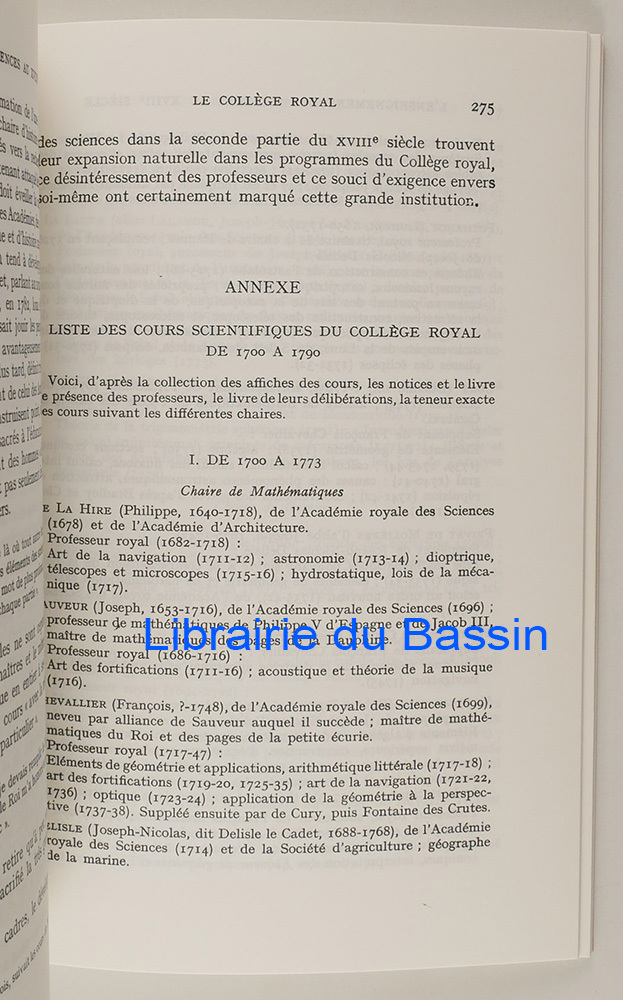 LE COLLÈGE ROYAL 275
des sciences dans la seconde partie du XVIIIe siècle trouvent
leur expansion naturelle dans les programmes du Collège royal,
ce désintéressement des professeurs et ce souci d'exigence envers
soi-même ont certainement marqué cette grande institution.
ANNEXE
LISTE DES COURS SCIENTIFIQUES DU COLLÈGE ROYAL
DE 1700 A 1790
Voici, d'après la collection des affiches des cours, les notices et le livre
e présence des professeurs, le livre de leurs délibérations, la teneur exacte
es cours suivant les différentes chaires.
I. DE 1700 A 1773
Chaire de Mathématiques
E LA HIRE (Philippe, 1640-1718), de l'Académie royale des Sciences
(1678) et de l'Académie d'Architecture.
Professeur royal (1682-1718) :
Art de la navigation (1711-12) ; astronomie (1713-14) ; dioptrique,
télescopes et microscopes (1715-16) ; hydrostatique, lois de la méca-
nique (1717).
AUVEUR (Joseph, 1653-1716), de l'Académie royale des Sciences (1696) ;
professeur de mathématiques de Philippe V d'Espagne et de Jacob III,
maître de mathématiques des pages de la Dauphine.
Librairie du Bassin
Professeur royal (1686-1716) :
Art des fortifications (1711-16) ; acoustique et théorie de la musique
(1716).
HEVALLIER (François, ?-1748), de l'Académie royale des Sciences (1699),
neveu par alliance de Sauveur auquel il succède ; maître de mathé-
matiques du Roi et des pages de la petite écurie.
Professeur royal (1717-47) :
Eléments de géométrie et applications, arithmétique littérale (1717-18) ;
art des fortifications (1719-20, 1725-35) ; art de la navigation (1721-22,
1736) ; optique (1723-24) ; application de la géométrie à la perspec-
tive (1737-38). Suppléé ensuite par de Cury, puis Fontaine des Crutes.
ELISLE (Joseph-Nicolas, dit Delisle le Cadet, 1688-1768), de l'Académie
royale des Sciences (1714) et de la Société d'agriculture ; géographe
de la marine.